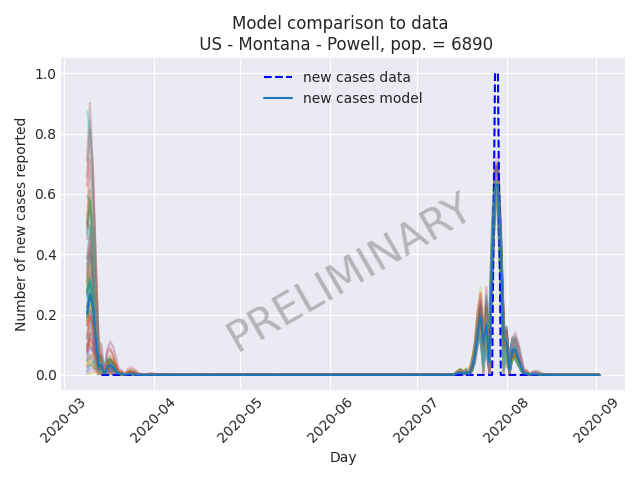 Model comparison to data
US - Montana - Powell, pop. = 6890
new cases data
new cases model
Number of new cases reported
1.0
0.8
0.6
0.4
0.2
0.0
PRELIMINARY
2020-03
2020-04
2020-05
2020-06
2020-07
2020-08
2020-09
Day